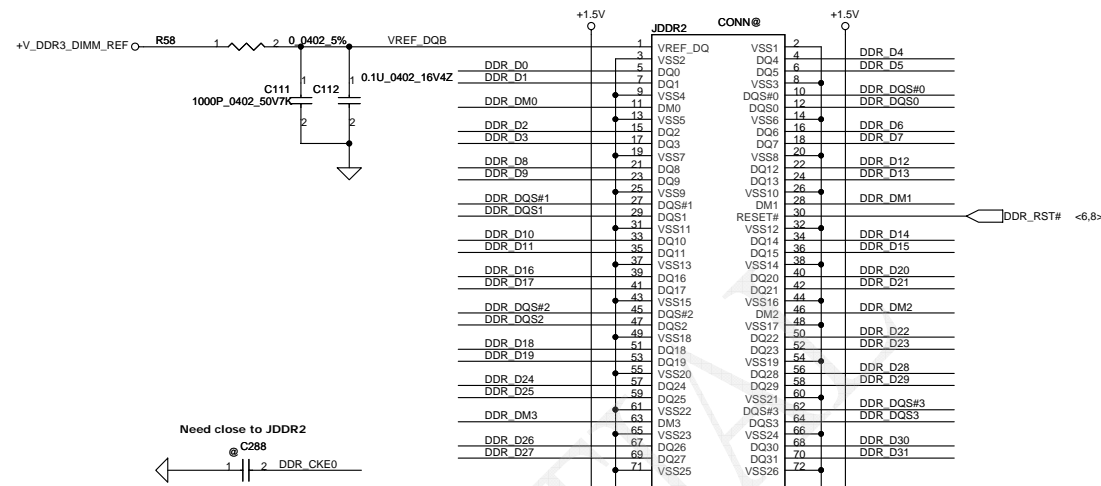 +1.5V +1.5V
JDDR2 CONN@
+V_DDR3_DIMM_REF R58 1 2 0_0402_5% VREF_DQB 1 VREF_DQ VSS1 2
3 VSS2 DQ4 4 DDR_D4
DDR_D0 5 DQ0 DQ5 6 DDR_D5
DDR_D1 7 DQ1 VSS3 8
1 1 0.1U_0402_16V4Z
C111 C112 9 VSS4 DQS#0 10 DDR_DQS#0
1000P_0402_50V7K DDR_DM0 11 DM0 DQS0 12 DDR_DQS0
13 VSS5 VSS6 14
2 2 DDR_D2 15 DQ2 DQ6 16 DDR_D6
DDR_D3 17 DQ3 DQ7 18 DDR_D7
19 VSS7 VSS8 20
DDR_D8 21 DQ8 DQ12 22 DDR_D12
DDR_D9 23 DQ9 DQ13 24 DDR_D13
25 VSS9 VSS10 26
DDR_DQS#1 27 DQS#1 DM1 28 DDR_DM1
DDR_DQS1 29 DQS1 RESET# 30 DDR_RST# <6,8>
31 VSS11 VSS12 32
DDR_D10 33 DQ10 DQ14 34 DDR_D14
DDR_D11 35 DQ11 DQ15 36 DDR_D15
37 VSS13 VSS14 38
DDR_D16 39 DQ16 DQ20 40 DDR_D20
DDR_D17 41 DQ17 DQ21 42 DDR_D21
43 VSS15 VSS16 44
DDR_DQS#2 45 DQS#2 DM2 46 DDR_DM2
DDR_DQS2 47 DQS2 VSS17 48
49 VSS18 DQ22 50 DDR_D22
DDR_D18 51 DQ18 DQ23 52 DDR_D23
DDR_D19 53 DQ19 VSS19 54
55 VSS20 DQ28 56 DDR_D28
DDR_D24 57 DQ24 DQ29 58 DDR_D29
DDR_D25 59 DQ25 VSS21 60
61 VSS22 DQS#3 62 DDR_DQS#3
DDR_DM3 63 DM3 DQS3 64 DDR_DQS3
Need close to JDDR2 65 VSS23 VSS24 66
@ C288 DDR_D26 67 DQ26 DQ30 68 DDR_D30
DDR_D27 69 DQ27 DQ31 70 DDR_D31
1 2 DDR_CKE0 71 VSS25 VSS26 72